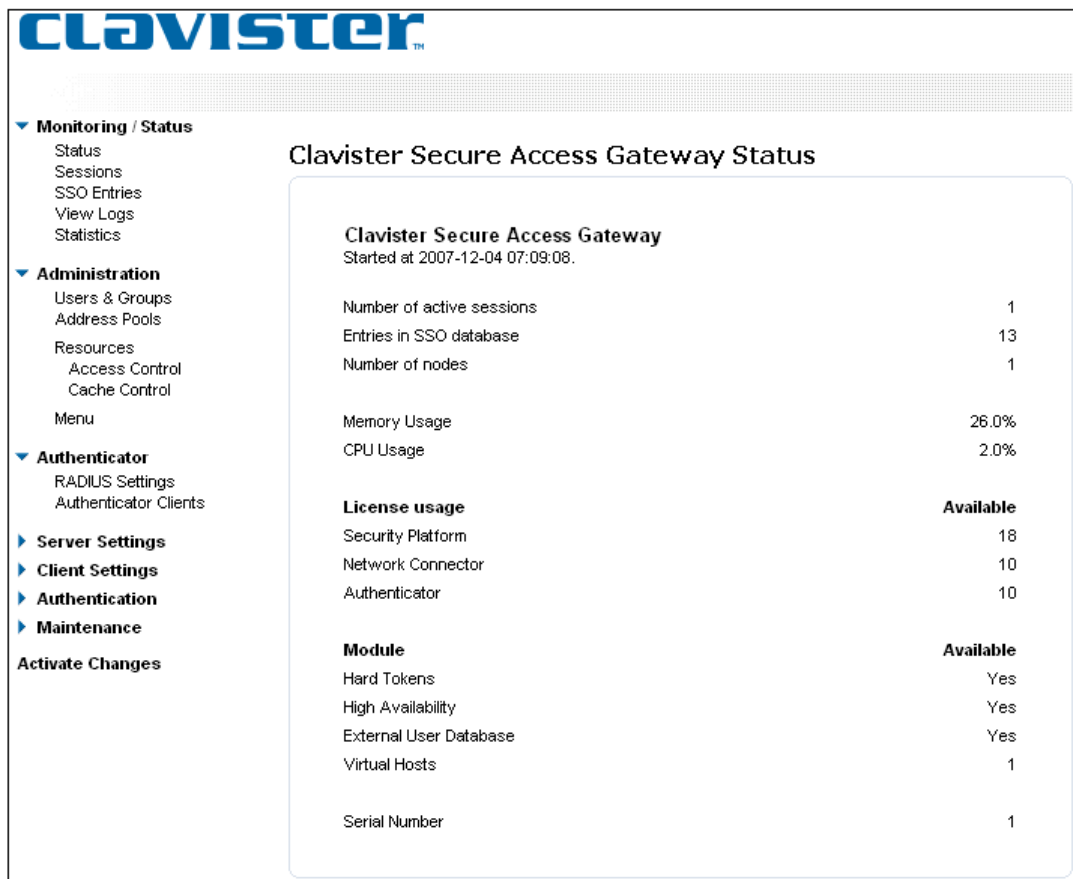 CLAVISTER™
Monitoring / Status
Status
Sessions
SSO Entries
View Logs
Statistics
Administration
Users & Groups
Address Pools
Resources
Access Control
Cache Control
Menu
Authenticator
RADIUS Settings
Authenticator Clients
Server Settings
Client Settings
Authentication
Maintenance
Activate Changes
Clavister Secure Access Gateway Status
Clavister Secure Access Gateway
Started at 2007-12-04 07:09:08.
Number of active sessions 1
Entries in SSO database 13
Number of nodes 1
Memory Usage 26.0%
CPU Usage 2.0%
License usage Available
Security Platform 18
Network Connector 10
Authenticator 10
Module Available
Hard Tokens Yes
High Availability Yes
External User Database Yes
Virtual Hosts 1
Serial Number 1